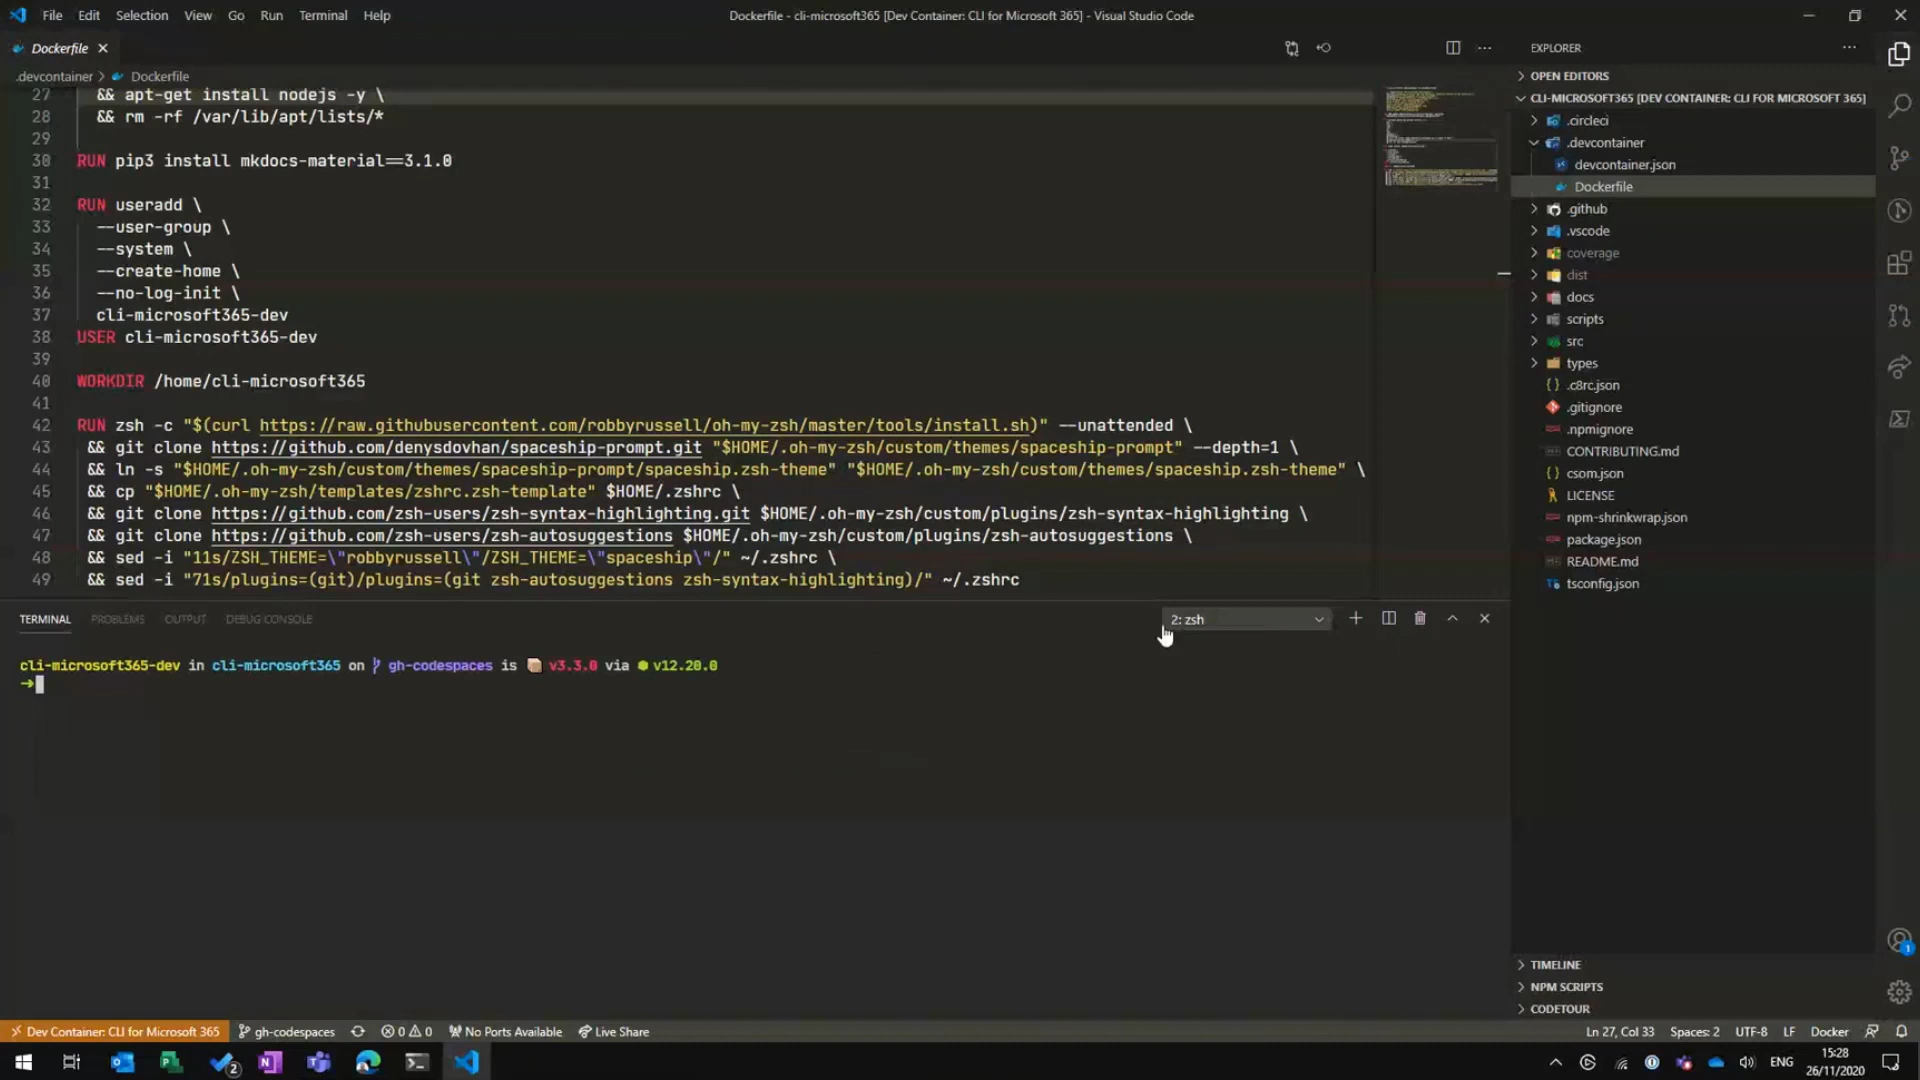 File Edit Selection View Go Run Terminal Help
Dockerfile - cli-microsoft365 [Dev Container: CLI for Microsoft 365] - Visual Studio Code
Dockerfile
.devcontainer > Dockerfile
27 && apt-get install nodejs -y \
28 && rm -rf /var/lib/apt/lists/*
29
30 RUN pip3 install mkdocs-material==3.1.0
31
32 RUN useradd \
33 --user-group \
34 --system \
35 --create-home \
36 --no-log-init \
37 cli-microsoft365-dev
38 USER cli-microsoft365-dev
39
40 WORKDIR /home/cli-microsoft365
41
42 RUN zsh -c "$(curl https://raw.githubusercontent.com/robbyrussell/oh-my-zsh/master/tools/install.sh)" --unattended \
43 && git clone https://github.com/denysdovhan/spaceship-prompt.git "$HOME/.oh-my-zsh/custom/themes/spaceship-prompt" --depth=1 \
44 && ln -s "$HOME/.oh-my-zsh/custom/themes/spaceship-prompt/spaceship.zsh-theme" "$HOME/.oh-my-zsh/custom/themes/spaceship.zsh-theme" \
45 && cp "$HOME/.oh-my-zsh/templates/zshrc.zsh-template" $HOME/.zshrc \
46 && git clone https://github.com/zsh-users/zsh-syntax-highlighting.git $HOME/.oh-my-zsh/custom/plugins/zsh-syntax-highlighting \
47 && git clone https://github.com/zsh-users/zsh-autosuggestions $HOME/.oh-my-zsh/custom/plugins/zsh-autosuggestions \
48 && sed -i "11s/ZSH_THEME=\"robbyrussell\"/ZSH_THEME=\"spaceship\"/" ~/.zshrc \
49 && sed -i "71s/plugins=(git)/plugins=(git zsh-autosuggestions zsh-syntax-highlighting)/" ~/.zshrc
TERMINAL PROBLEMS OUTPUT DEBUG CONSOLE
2: zsh
cli-microsoft365-dev in cli-microsoft365 on gh-codespaces is v3.3.0 via v12.20.0
➜
EXPLORER
OPEN EDITORS
CLI-MICROSOFT365 [DEV CONTAINER: CLI FOR MICROSOFT 365]
.circleci
.devcontainer
devcontainer.json
Dockerfile
.github
.vscode
coverage
dist
docs
scripts
src
types
.c8rc.json
.gitignore
.npmignore
CONTRIBUTING.md
csom.json
LICENSE
npm-shrinkwrap.json
package.json
README.md
tsconfig.json
TIMELINE
NPM SCRIPTS
CODETOUR
1
Dev Container: CLI for Microsoft 365 gh-codespaces 0 0 No Ports Available Live Share
Ln 27, Col 33 Spaces: 2 UTF-8 LF Docker
2
ENG
15:28
26/11/2020